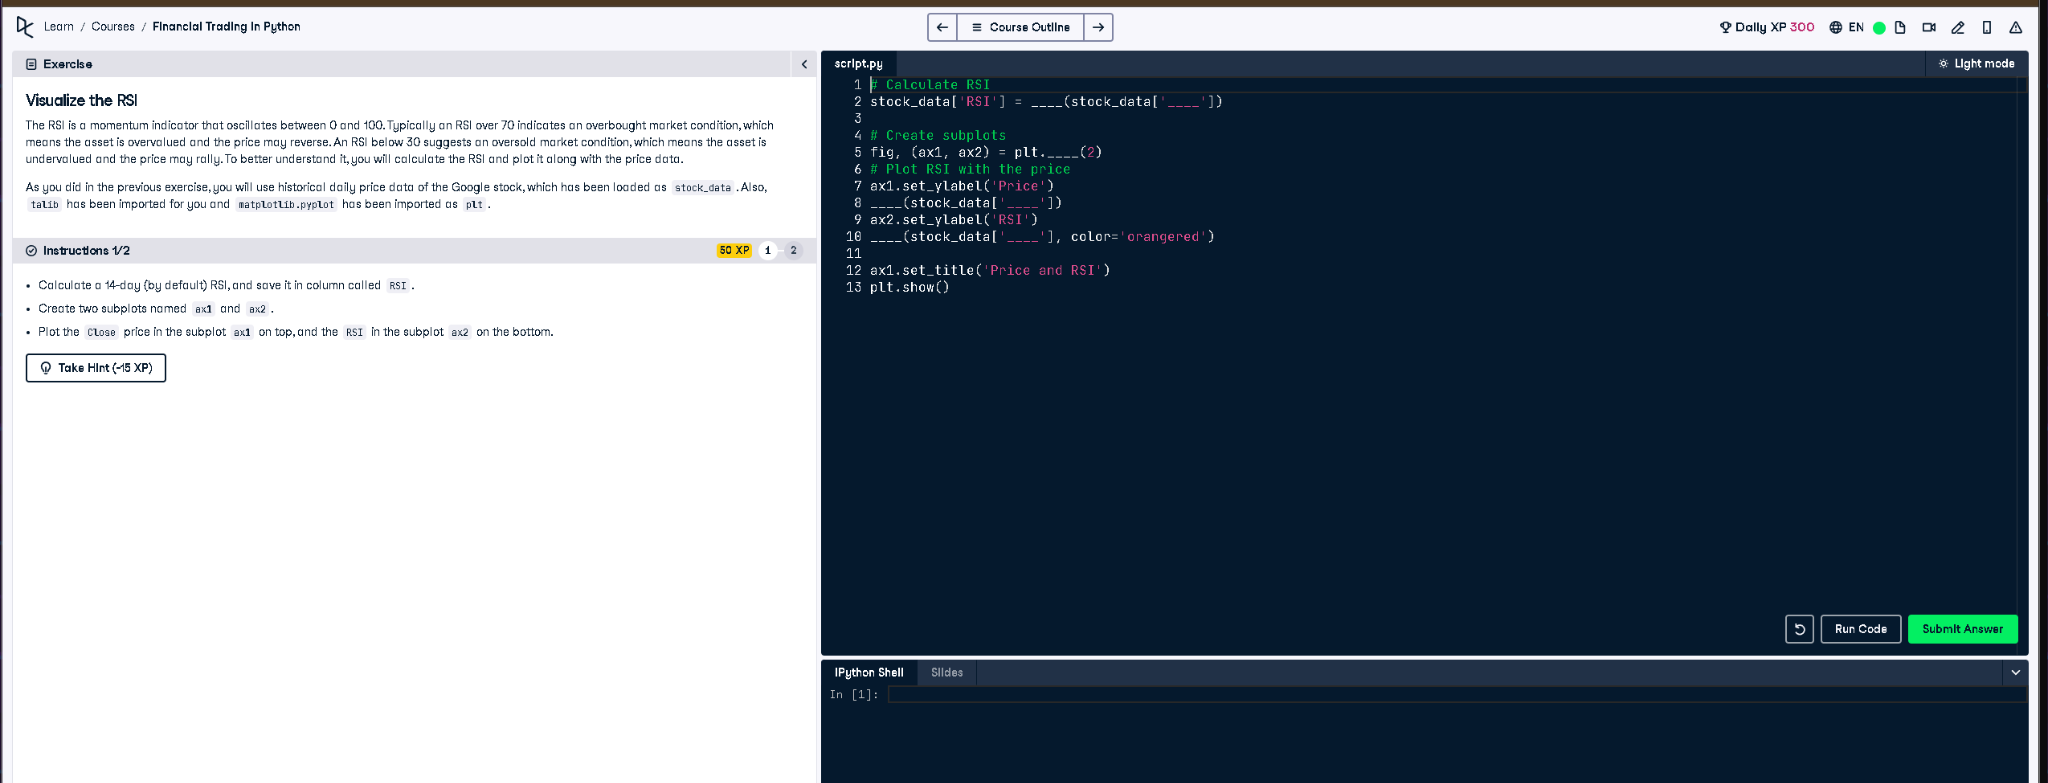 Learn / Courses / Financial Trading in Python
Course Outline
Daily XP 300
EN
Exercise
Visualize the RSI
The RSI is a momentum indicator that oscillates between 0 and 100. Typically an RSI over 70 indicates an overbought market condition, which
means the asset is overvalued and the price may reverse. An RSI below 30 suggests an oversold market condition, which means the asset is
undervalued and the price may rally. To better understand it, you will calculate the RSI and plot it along with the price data.
As you did in the previous exercise, you will use historical daily price data of the Google stock, which has been loaded as stock_data . Also,
talib has been imported for you and matplotlib.pyplot has been imported as plt .
Instructions 1/2
50 XP
1
2
• Calculate a 14-day (by default) RSI, and save it in column called RSI .
• Create two subplots named ax1 and ax2 .
• Plot the Close price in the subplot ax1 on top, and the RSI in the subplot ax2 on the bottom.
Take Hint (-15 XP)
script.py
Light mode
1 # Calculate RSI
2 stock_data['RSI'] = ____(stock_data['____'])
3
4 # Create subplots
5 fig, (ax1, ax2) = plt.____(2)
6 # Plot RSI with the price
7 ax1.set_ylabel('Price')
8 ____(stock_data['____'])
9 ax2.set_ylabel('RSI')
10 ____(stock_data['____'], color='orangered')
11
12 ax1.set_title('Price and RSI')
13 plt.show()
Run Code
Submit Answer
IPython Shell
Slides
In [1]: